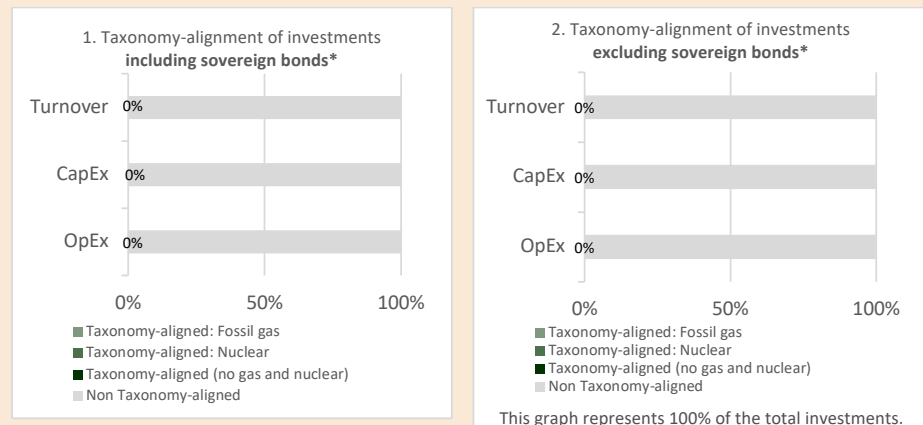 1. Taxonomy-alignment of investments
including sovereign bonds*
Turnover 0%
CapEx 0%
OpEx 0%
0% 50% 100%
Taxonomy-aligned: Fossil gas
Taxonomy-aligned: Nuclear
Taxonomy-aligned (no gas and nuclear)
Non Taxonomy-aligned
2. Taxonomy-alignment of investments
excluding sovereign bonds*
Turnover 0%
CapEx 0%
OpEx 0%
0% 50% 100%
Taxonomy-aligned: Fossil gas
Taxonomy-aligned: Nuclear
Taxonomy-aligned (no gas and nuclear)
Non Taxonomy-aligned
This graph represents 100% of the total investments.